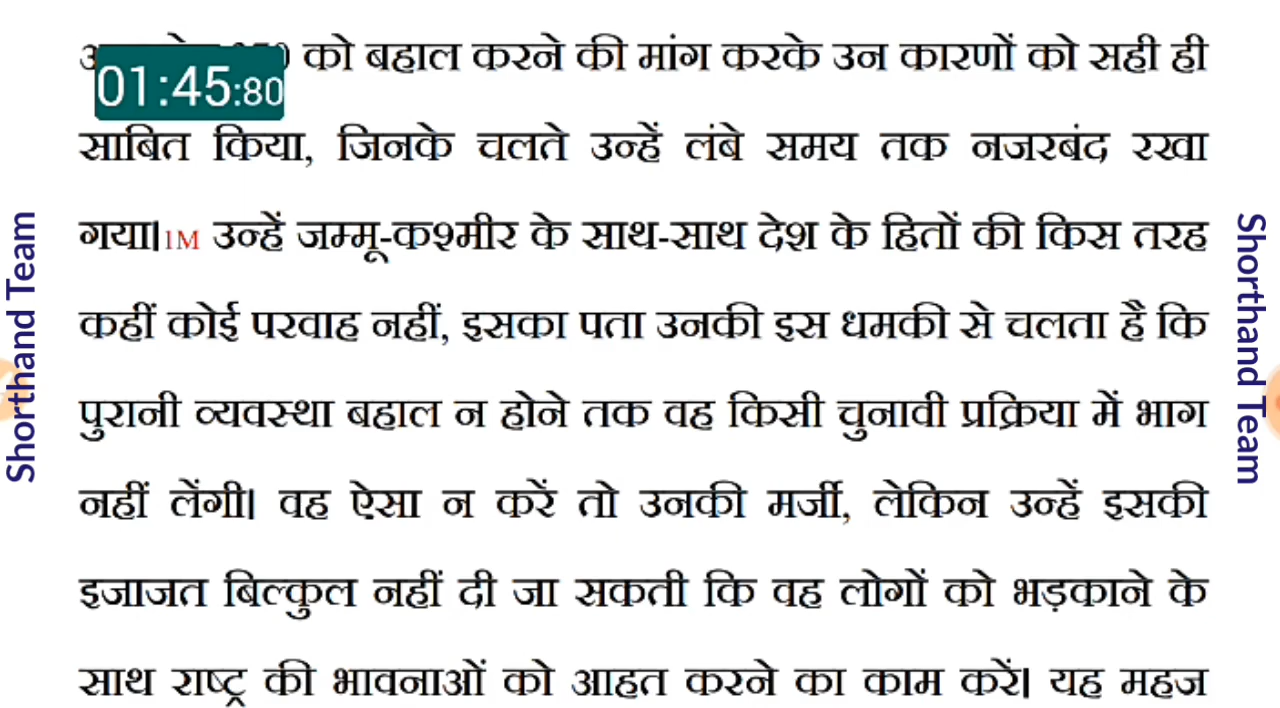 को बहाल करने की मांग करके उन कारणों को सही ही
01:45:80
साबित किया, जिनके चलते उन्हें लंबे समय तक नजरबंद रखा
गया।1M उन्हें जम्मू-कश्मीर के साथ-साथ देश के हितों की किस तरह
कहीं कोई परवाह नहीं, इसका पता उनकी इस धमकी से चलता है कि
पुरानी व्यवस्था बहाल न होने तक वह किसी चुनावी प्रक्रिया में भाग
नहीं लेंगी। वह ऐसा न करें तो उनकी मर्जी, लेकिन उन्हें इसकी
इजाजत बिल्कुल नहीं दी जा सकती कि वह लोगों को भड़काने के
साथ राष्ट्र की भावनाओं को आहत करने का काम करें। यह महज
Shorthand Team
Shorthand Team